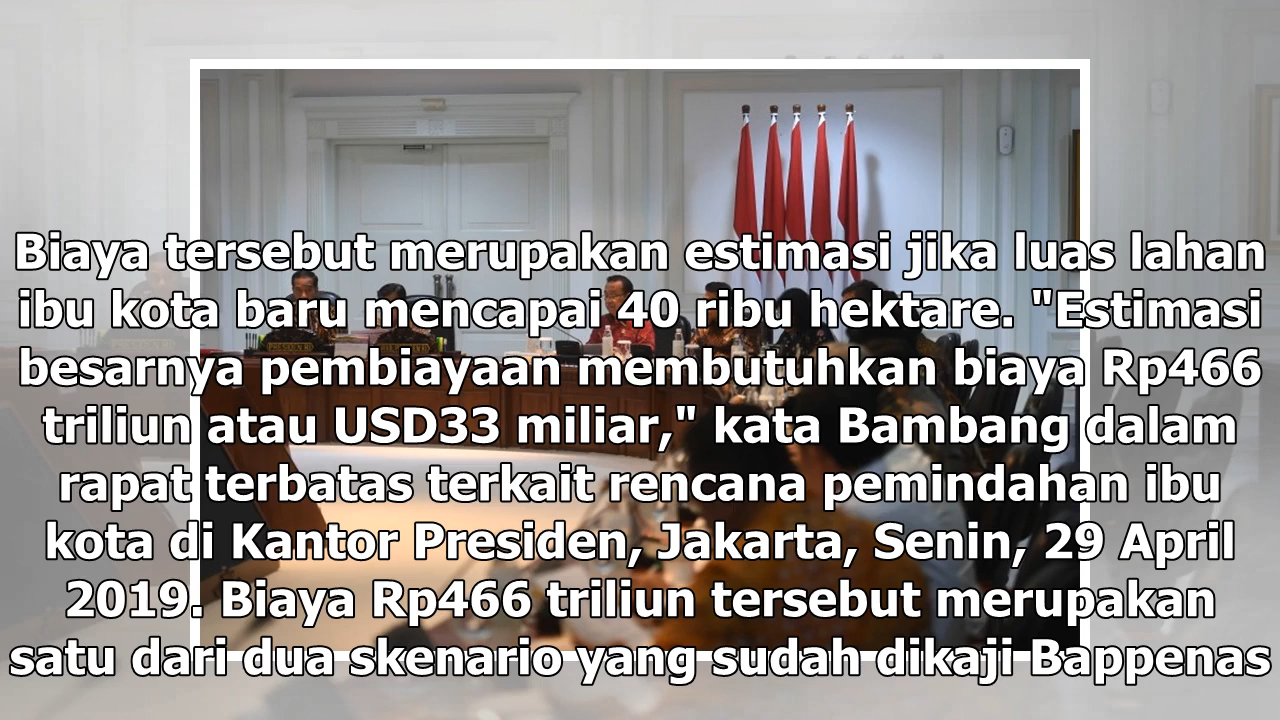 Biaya tersebut merupakan estimasi jika luas lahan
ibu kota baru mencapai 40 ribu hektare. "Estimasi
besarnya pembiayaan membutuhkan biaya Rp466
triliun atau USD33 miliar," kata Bambang dalam
rapat terbatas terkait rencana pemindahan ibu
kota di Kantor Presiden, Jakarta, Senin, 29 April
2019. Biaya Rp466 triliun tersebut merupakan
satu dari dua skenario yang sudah dikaji Bappenas
PRESIDEN RI